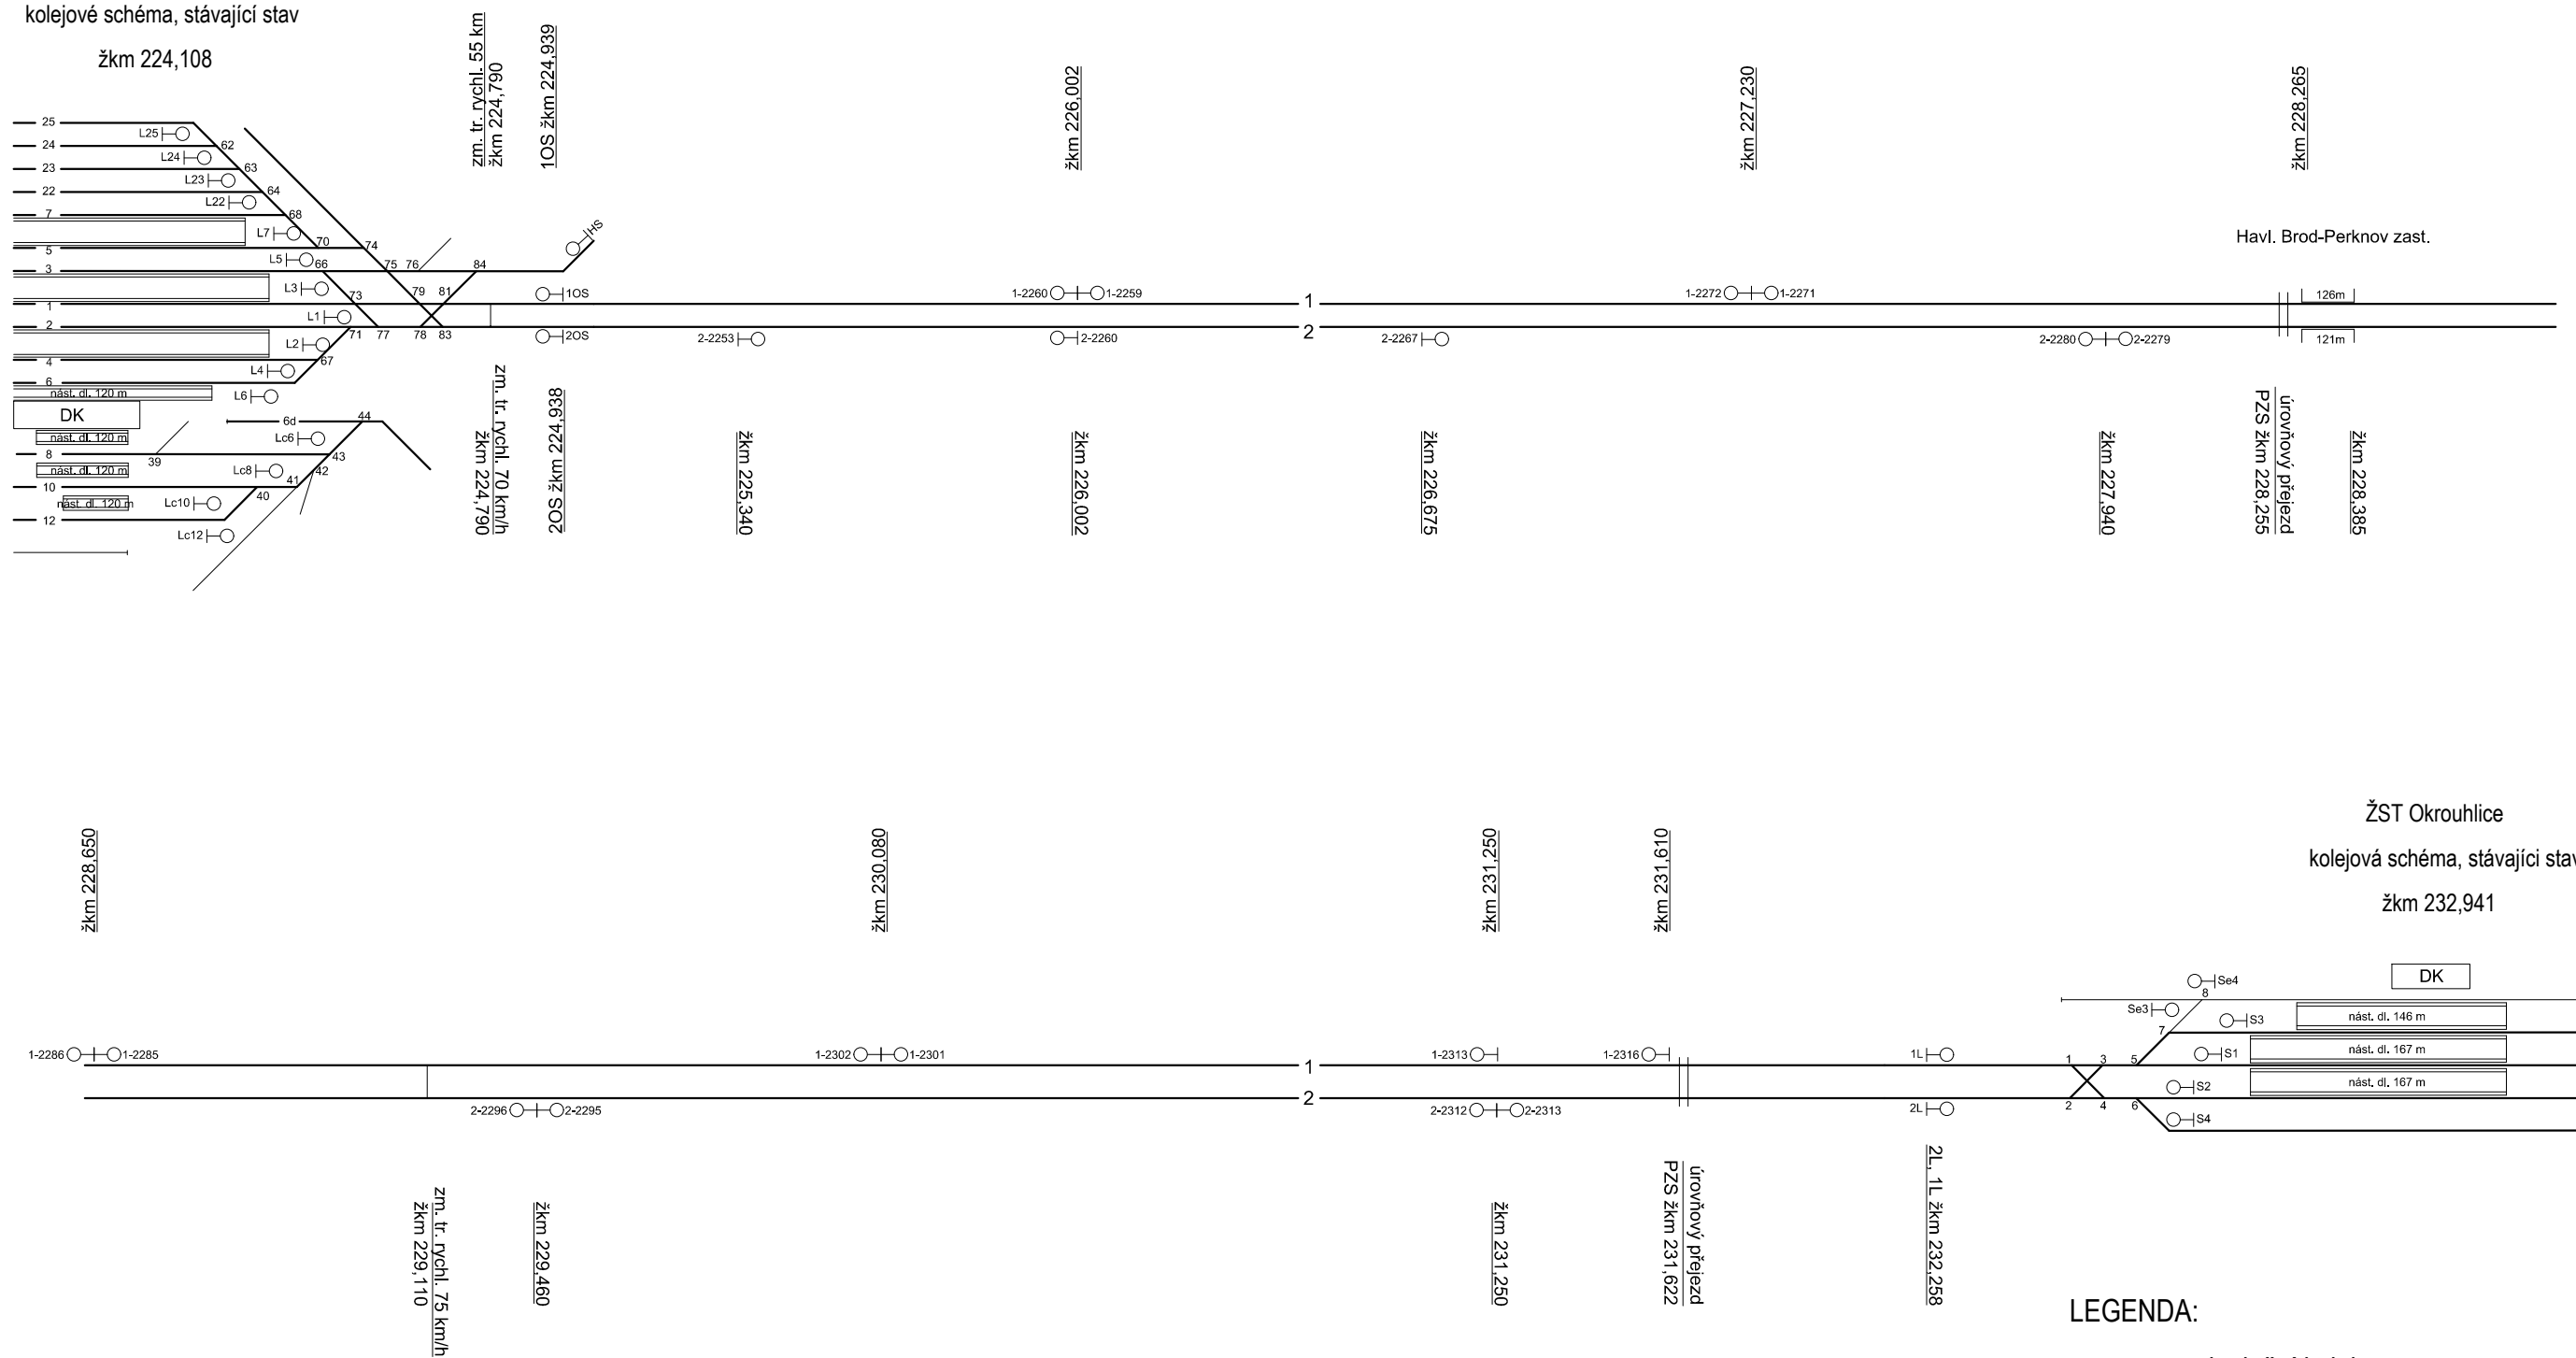 kolejové schéma, stávající stav
žkm 224,108
zm. tr. rychl. 55 km
žkm 224,790
1OS žkm 224,939
žkm 226,002
žkm 227,230
žkm 228,265
Havl. Brod-Perknov zast.
25
L25
62
24
L24
63
23
L23
64
22
L22
68
7
L7
70
74
5
L5
66
75
76
84
HS
3
L3
73
79
81
1OS
1-2260
1-2259
1-2272
1-2271
126m
1
1
L1
2
2
71
77
78
83
2OS
2-2253
2-2260
2-2267
2-2280
2-2279
121m
L2
67
4
L4
6
nást. dl. 120 m
L6
DK
6d
44
nást. dl. 120 m
Lc6
8
39
43
nást. dl. 120 m
Lc8
42
10
41
40
nást. dl. 120 m
Lc10
12
Lc12
zm. tr. rychl. 70 km/h
žkm 224,790
2OS žkm 224,938
žkm 225,340
žkm 226,002
žkm 226,675
žkm 227,940
úrovňový přejezd
PZS žkm 228,255
žkm 228,385
žkm 228,650
žkm 230,080
žkm 231,250
žkm 231,610
ŽST Okrouhlice
kolejová schéma, stávajíci stav
žkm 232,941
DK
Se4
8
Se3
S3
nást. dl. 146 m
7
1-2286
1-2285
1-2302
1-2301
1-2313
1-2316
1L
1
3
5
S1
nást. dl. 167 m
1
S2
nást. dl. 167 m
2
2-2296
2-2295
2-2312
2-2313
2L
2
4
6
S4
zm. tr. rychl. 75 km/h
žkm 229,110
žkm 229,460
žkm 231,250
úrovňový přejezd
PZS žkm 231,622
2L, 1L žkm 232,258
LEGENDA: